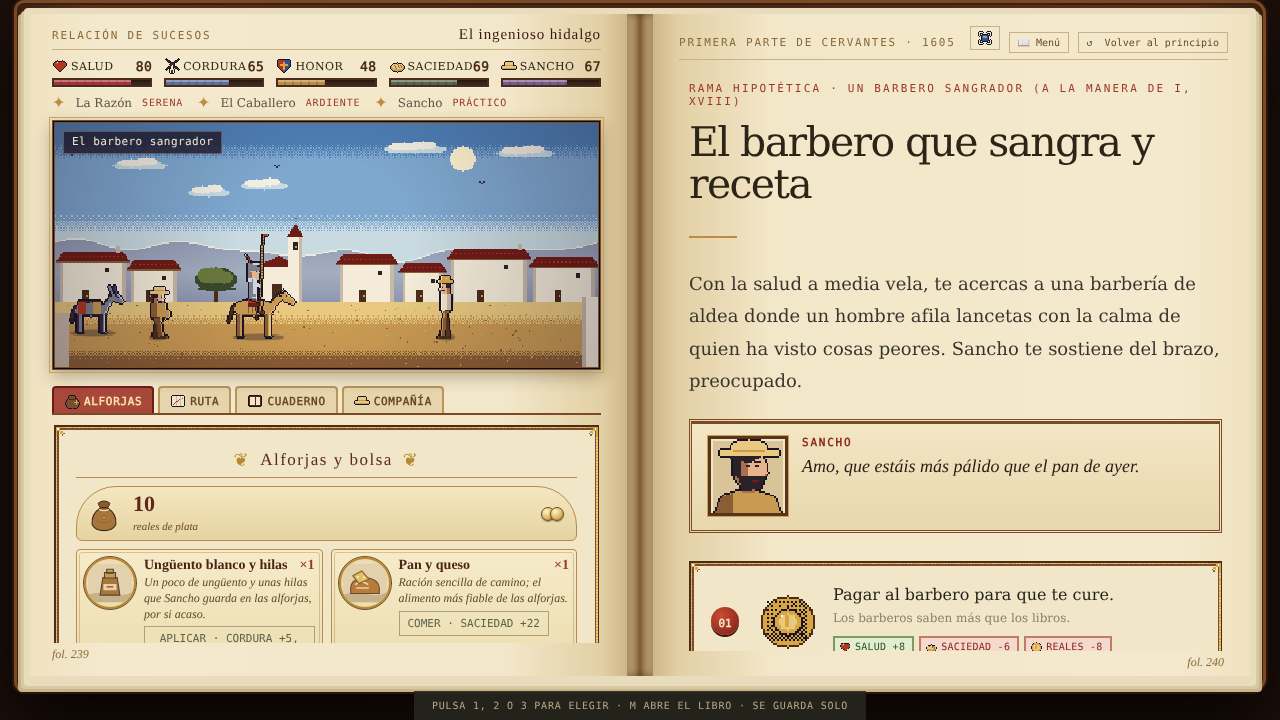 RELACIÓN DE SUCESOS
El ingenioso hidalgo
SALUD 80
CORDURA 65
HONOR 48
SACIEDAD 69
SANCHO 67
La Razón SERENA
El Caballero ARDIENTE
Sancho PRÁCTICO
El barbero sangrador
ALFORJAS
RUTA
CUADERNO
COMPAÑÍA
Alfarjas y bolsa
10
reales de plata
Ungüento blanco y hilas ×1
Un poco de ungüento y unas hilas
que Sancho guarda en las alforjas,
por si acaso.
APLICAR · CORDURA +5,
Pan y queso ×1
Ración sencilla de camino; el
alimento más fiable de las alforjas.
COMER · SACIEDAD +22
fol. 239
PRIMERA PARTE DE CERVANTES · 1605
Menú
↺ Volver al principio
RAMA HIPOTÉTICA · UN BARBERO SANGRADOR (A LA MANERA DE I,
XVIII)
El barbero que sangra y
receta
Con la salud a media vela, te acercas a una barbería de
aldea donde un hombre afila lancetas con la calma de
quien ha visto cosas peores. Sancho te sostiene del brazo,
preocupado.
SANCHO
Amo, que estáis más pálido que el pan de ayer.
01
Pagar al barbero para que te cure.
Los barberos saben más que los libros.
SALUD +8
SACIEDAD -6
REALES -8
fol. 240
PULSA 1, 2 O 3 PARA ELEGIR · M ABRE EL LIBRO · SE GUARDA SOLO